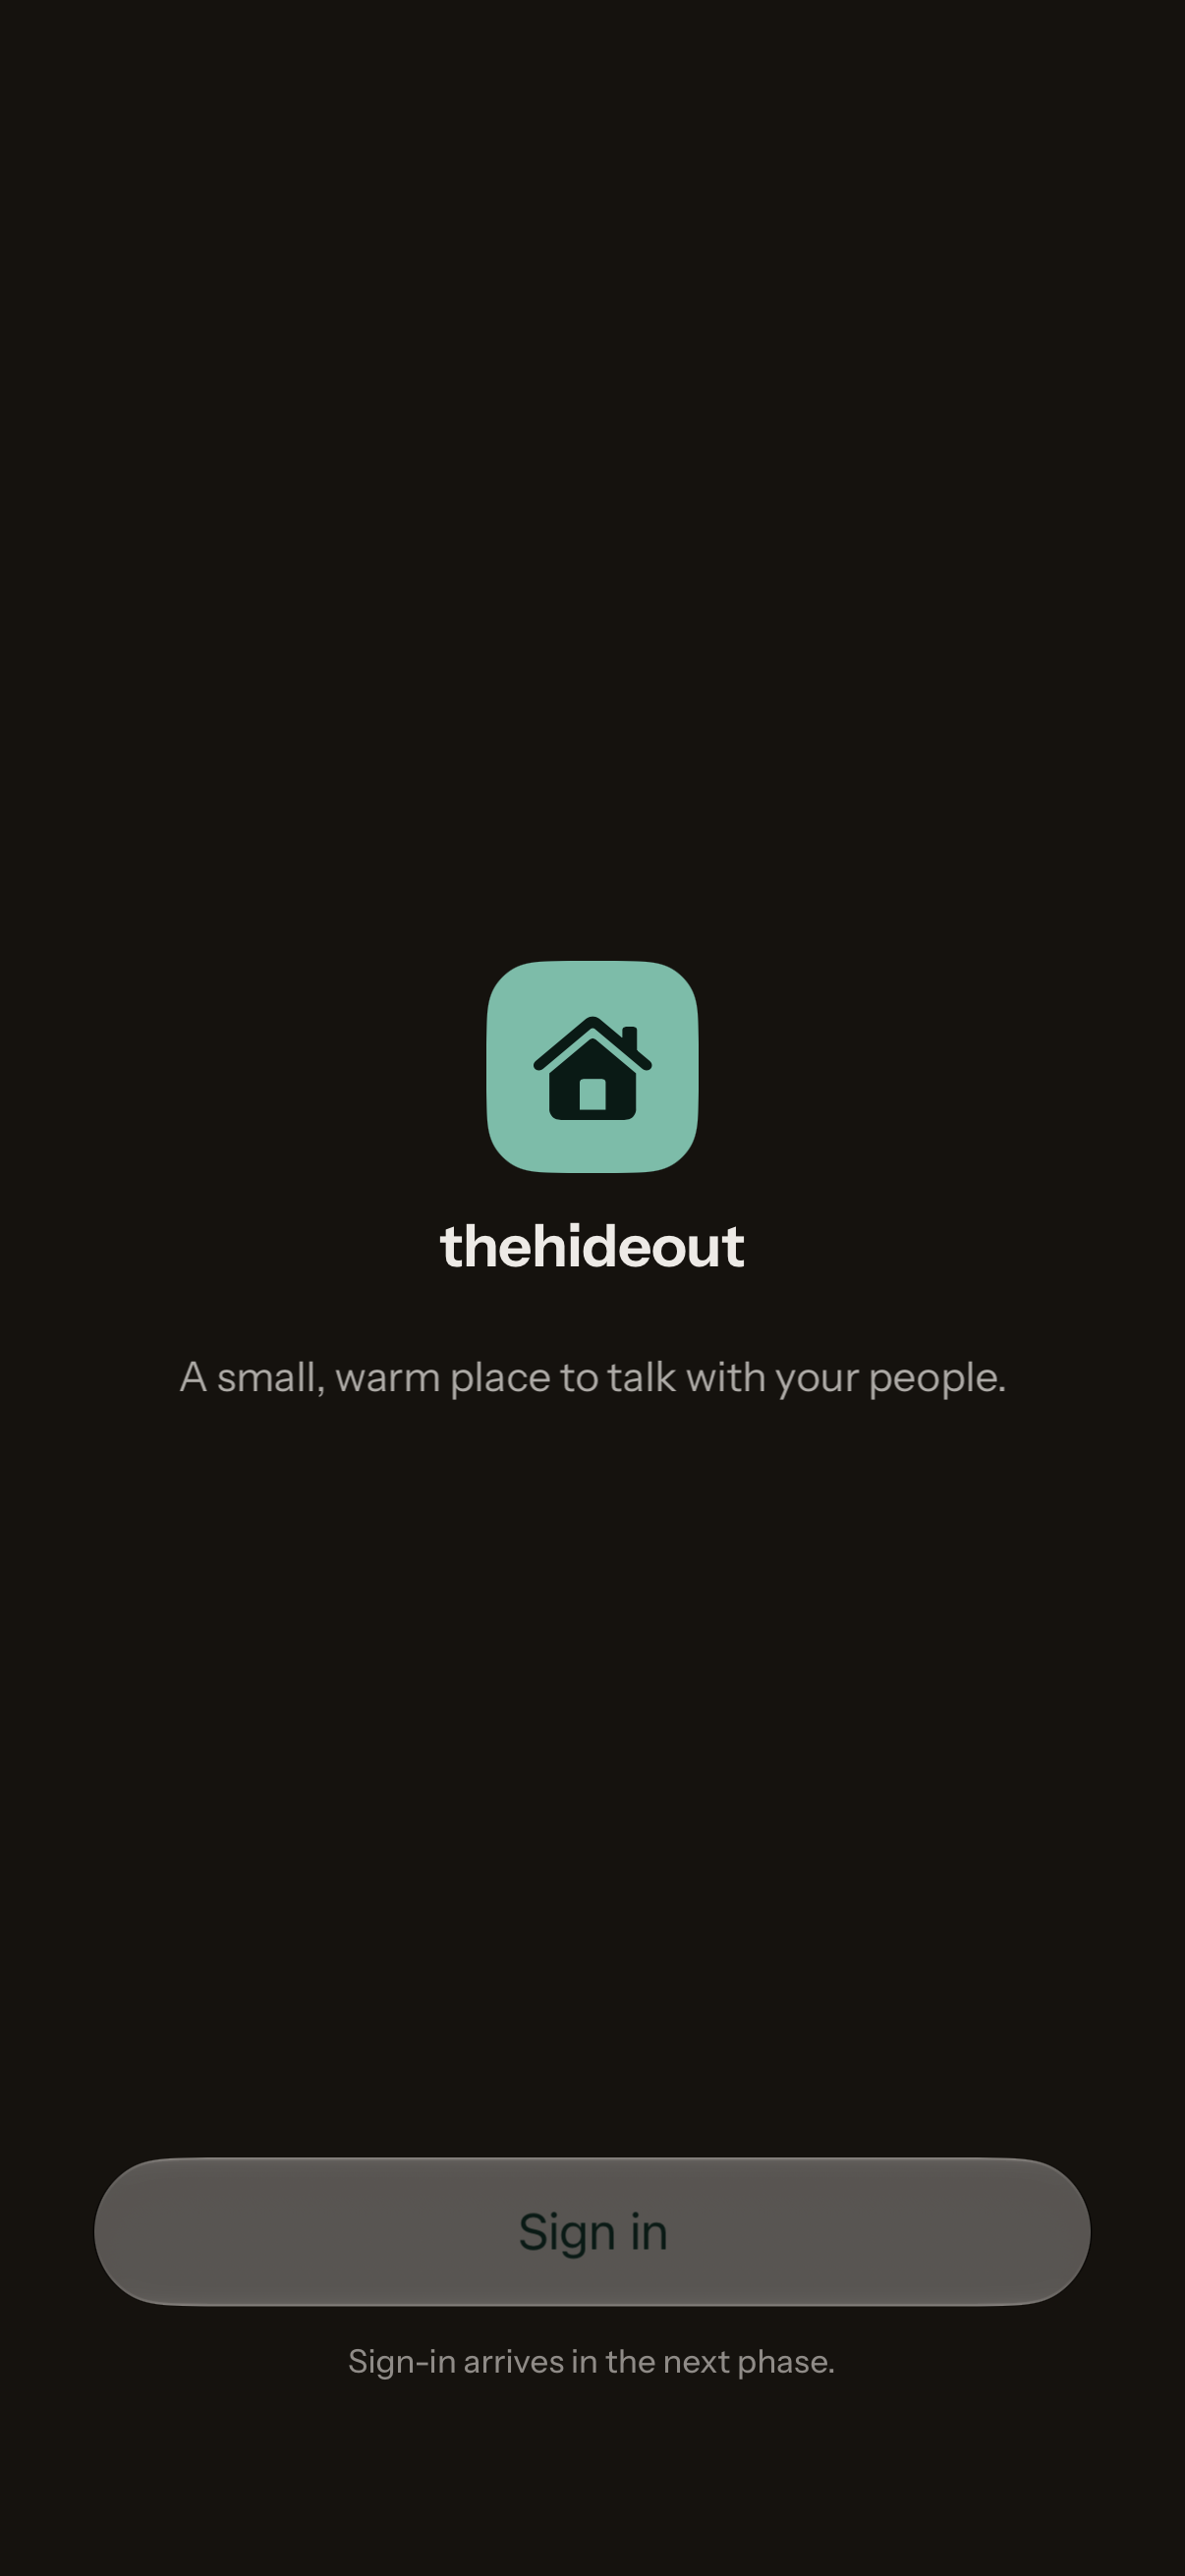 thehideout
A small, warm place to talk with your people.
Sign in
Sign-in arrives in the next phase.